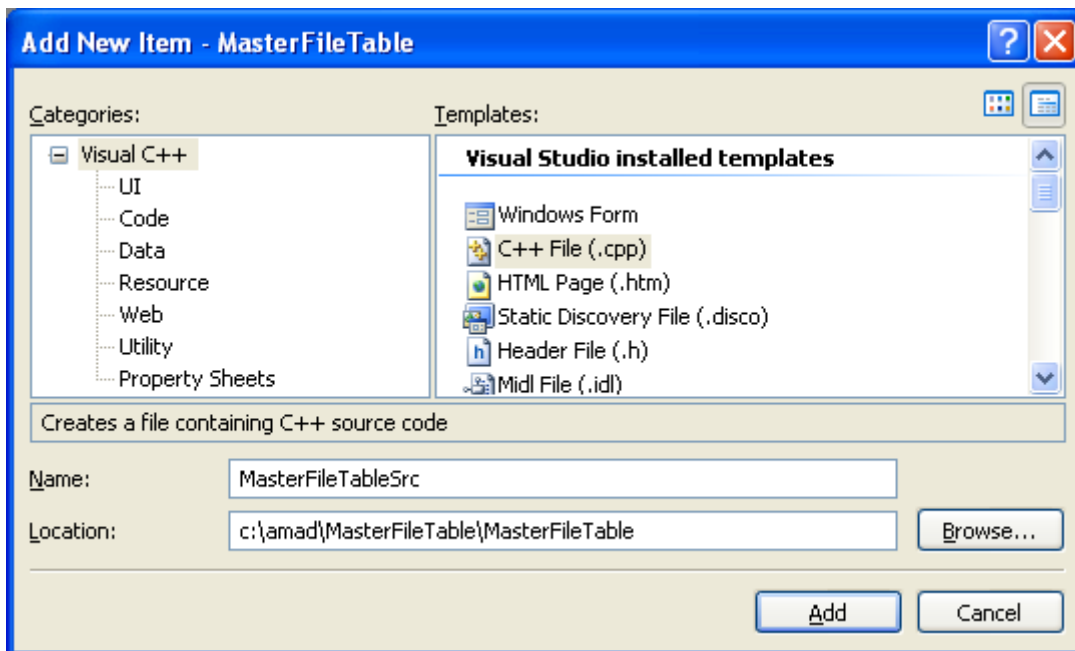 Add New Item - MasterFileTable
Categories:
Templates:
Visual C++
UI
Code
Data
Resource
Web
Utility
Property Sheets
Visual Studio installed templates
Windows Form
C++ File (.cpp)
HTML Page (.htm)
Static Discovery File (.disco)
Header File (.h)
Midl File (.idl)
Creates a file containing C++ source code
Name:
MasterFileTableSrc
Location:
c:\amad\MasterFileTable\MasterFileTable
Browse...
Add
Cancel